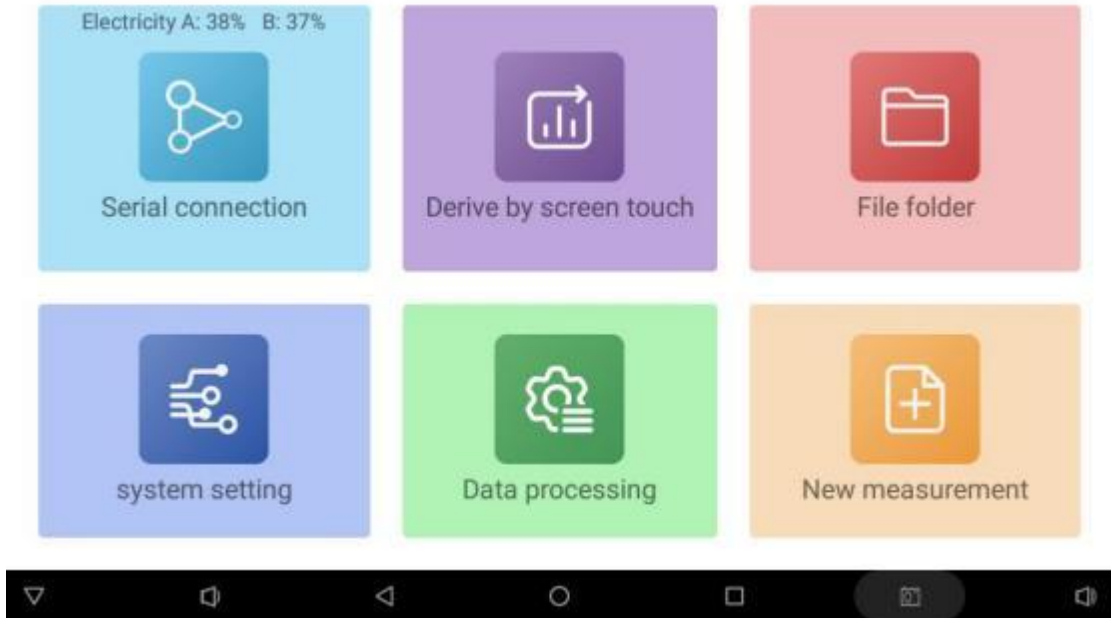 Electricity A: 38% B: 37%
Serial connection
Derive by screen touch
File folder
system setting
Data processing
New measurement